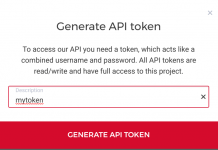 Generate API token
To access our API you need a token, which acts like a
combined username and password. All API tokens are
read/write and have full access to this project.
Description
mytoken
GENERATE API TOKEN